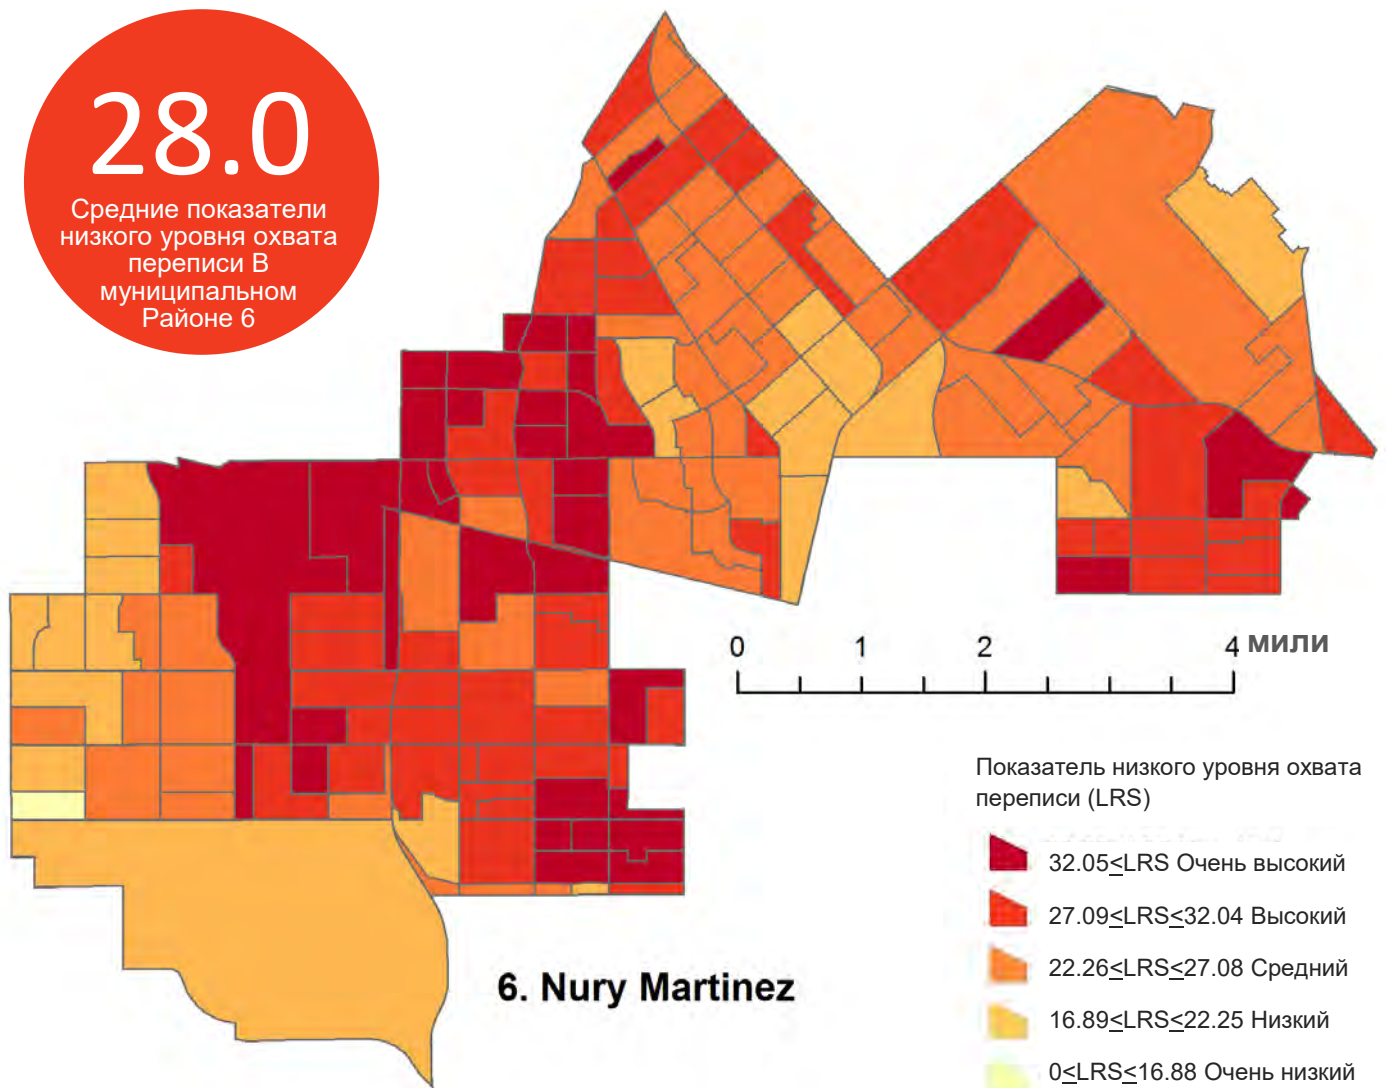 28.0
Средние показатели
низкого уровня охвата
переписи В
муниципальном
Районе 6
0 1 2 4 мили
6. Nury Martinez
Показатель низкого уровня охвата
переписи (LRS)
32.05≤LRS Очень высокий
27.09≤LRS≤32.04 Высокий
22.26≤LRS≤27.08 Средний
16.89≤LRS≤22.25 Низкий
0≤LRS≤16.88 Очень низкий